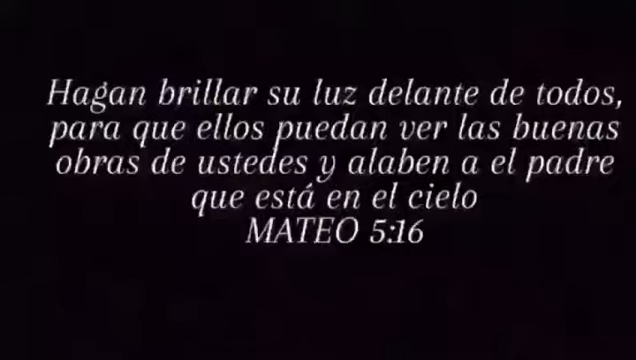 Hagan brillar su luz delante de todos,
para que ellos puedan ver las buenas
obras de ustedes y alaben a el padre
que está en el cielo
MATEO 5:16